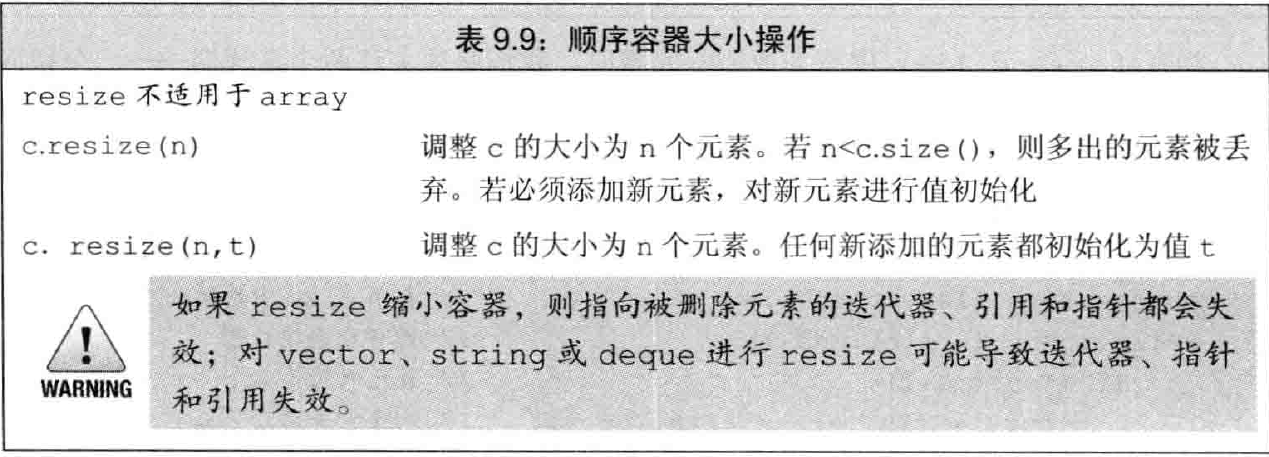 表 9.9：顺序容器大小操作
resize 不适用于 array
c.resize(n) 调整 c 的大小为 n 个元素。若 n<c.size()，则多出的元素被丢
弃。若必须添加新元素，对新元素进行值初始化
c. resize(n,t) 调整 c 的大小为 n 个元素。任何新添加的元素都初始化为值 t
如果 resize 缩小容器，则指向被删除元素的迭代器、引用和指针都会失
效；对 vector、string 或 deque 进行 resize 可能导致迭代器、指针
和引用失效。
WARNING